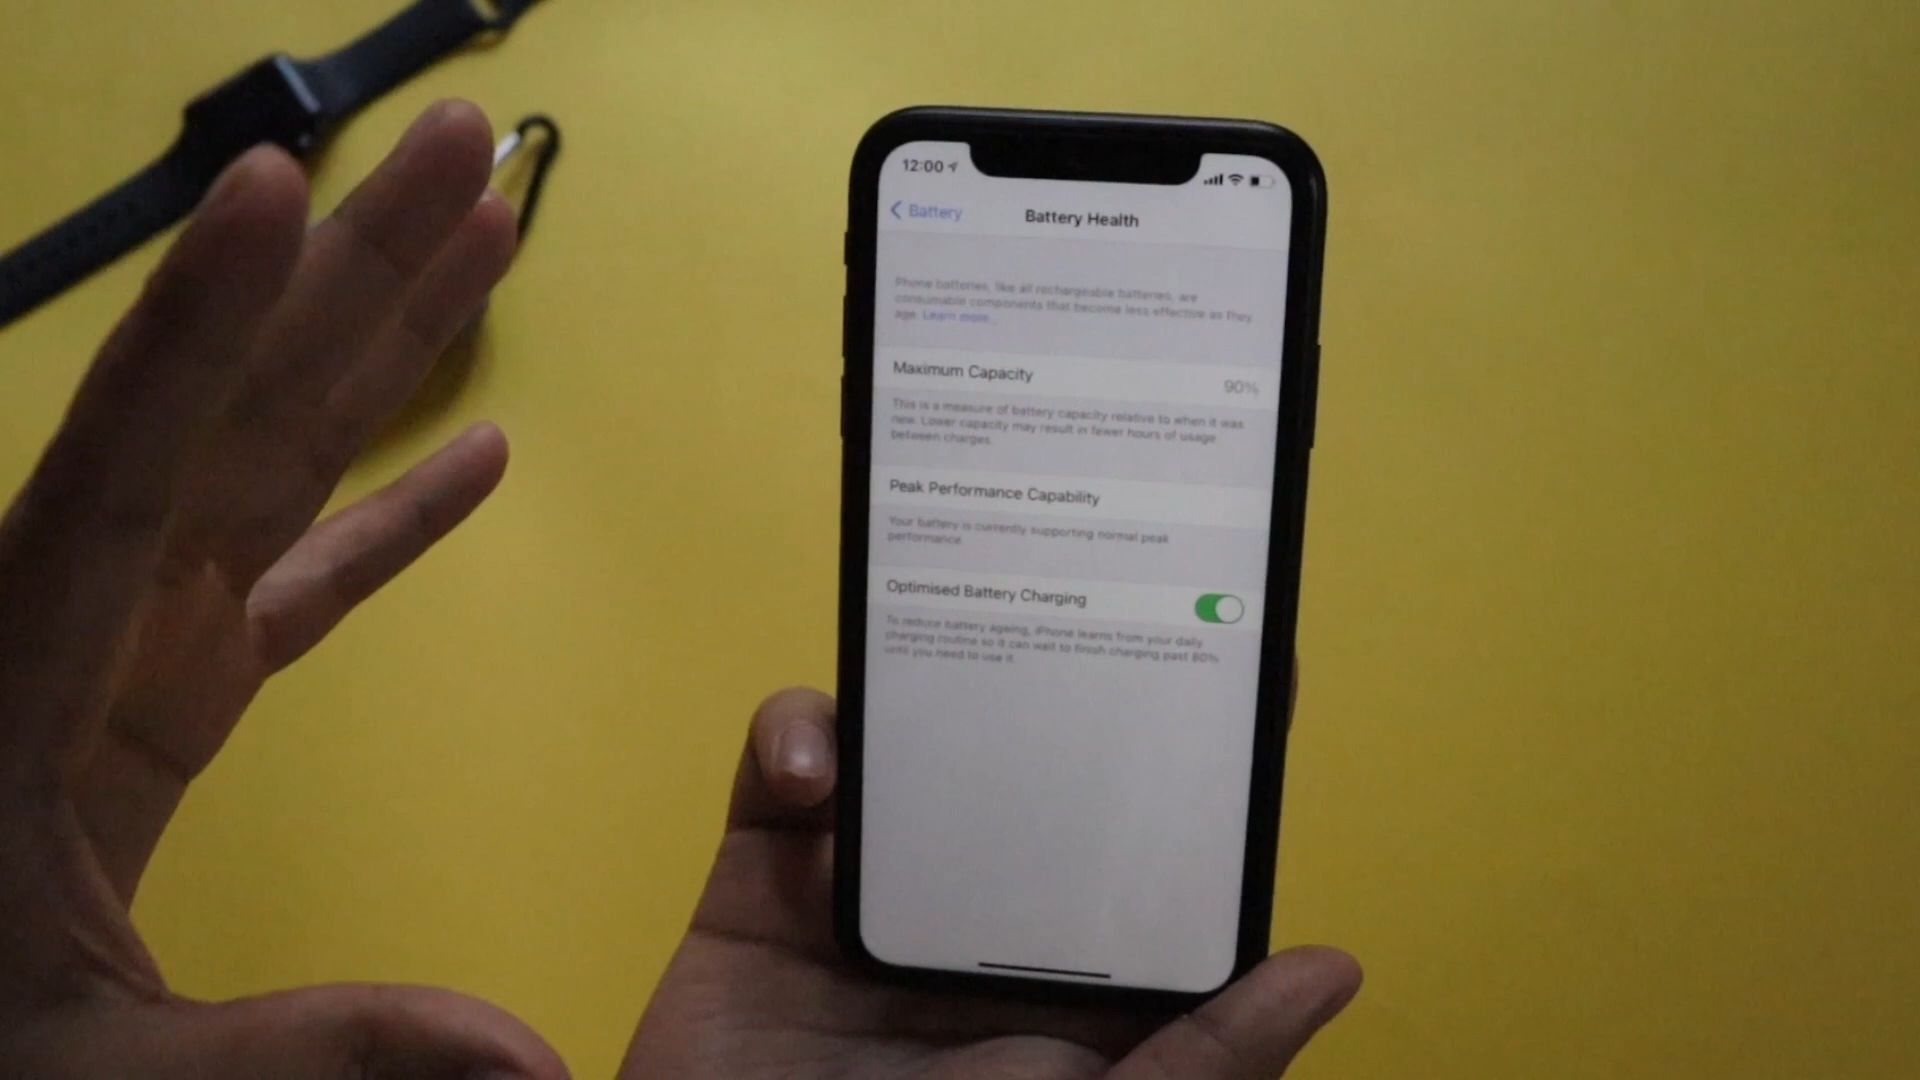 12:00
Battery
Battery Health
Phone batteries, like all rechargeable batteries, are
consumable components that become less effective as they
age. Learn more...
Maximum Capacity
90%
This is a measure of battery capacity relative to when it was
new. Lower capacity may result in fewer hours of usage
between charges.
Peak Performance Capability
Your battery is currently supporting normal peak
performance.
Optimised Battery Charging
To reduce battery ageing, iPhone learns from your daily
charging routine so it can wait to finish charging past 80%
until you need to use it.